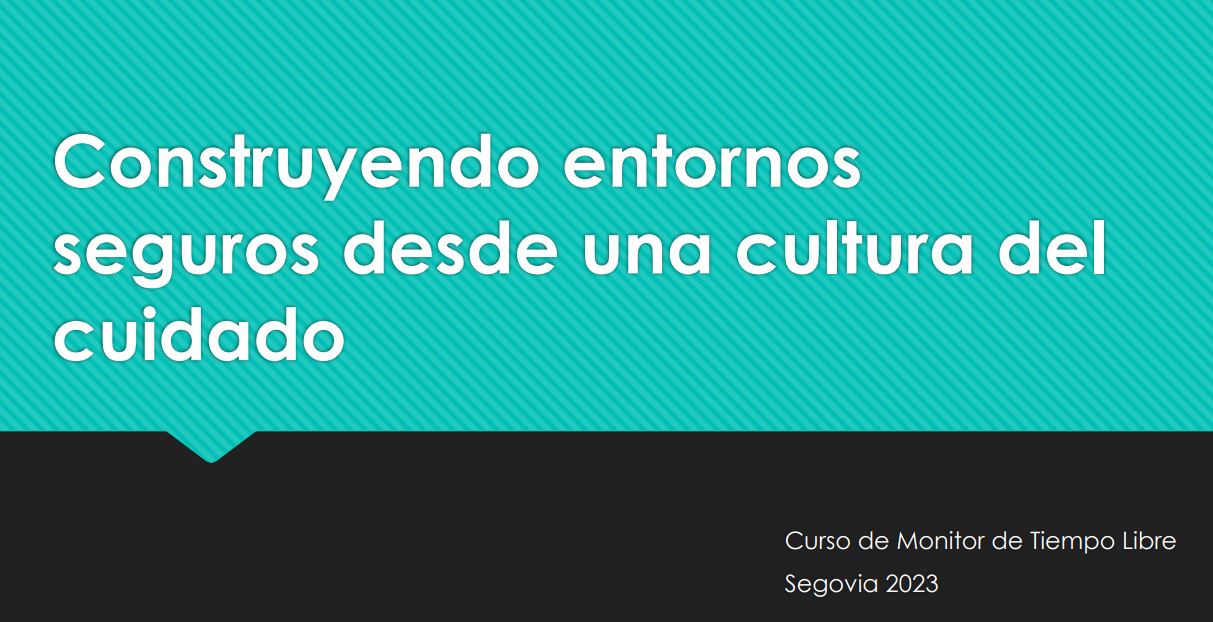 Construyendo entornos
seguros desde una cultura del
cuidado
Curso de Monitor de Tiempo Libre
Segovia 2023